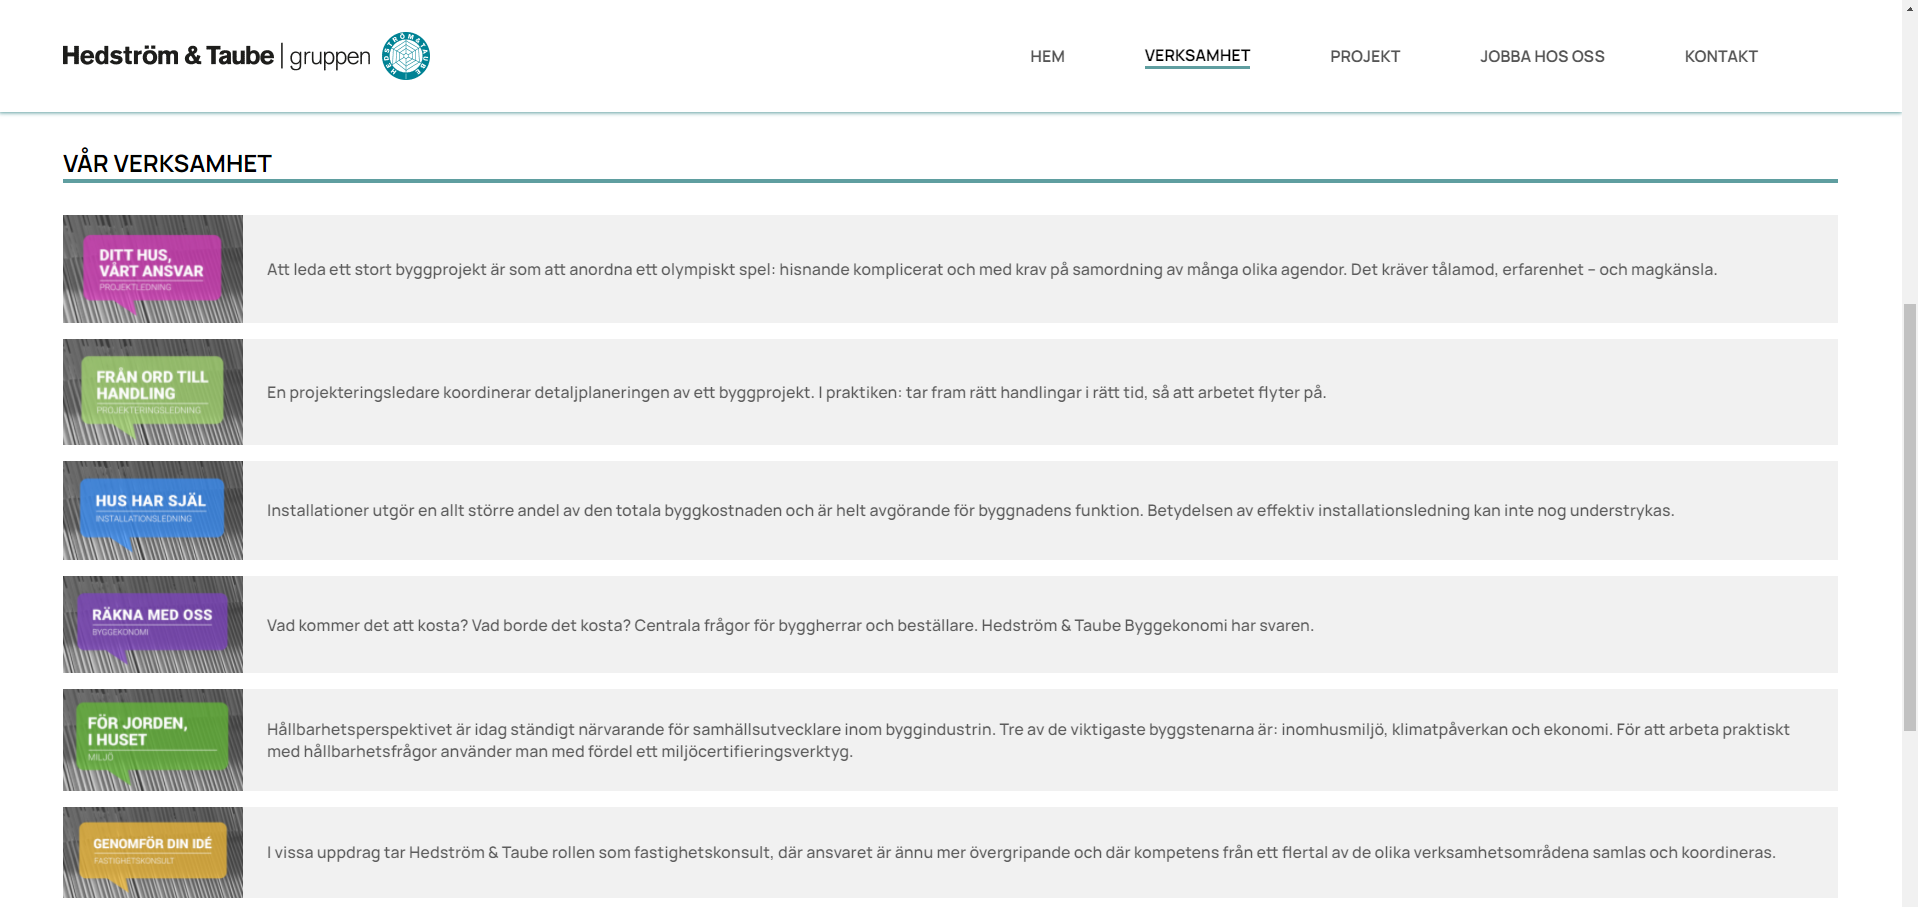 Hedström & Taube gruppen
HEDSTRÖM & TAUBE
HEM
VERKSAMHET
PROJEKT
JOBBA HOS OSS
KONTAKT
VÅR VERKSAMHET
DITT HUS,
VÅRT ANSVAR
PROJEKTLEDNING
Att leda ett stort byggprojekt är som att anordna ett olympiskt spel: hisnande komplicerat och med krav på samordning av många olika agendor. Det kräver tålamod, erfarenhet – och magkänsla.
FRÅN ORD TILL
HANDLING
PROJEKTERINGSLEDNING
En projekteringsledare koordinerar detaljplaneringen av ett byggprojekt. I praktiken: tar fram rätt handlingar i rätt tid, så att arbetet flyter på.
HUS HAR SJÄL
INSTALLATIONSLEDNING
Installationer utgör en allt större andel av den totala byggkostnaden och är helt avgörande för byggnadens funktion. Betydelsen av effektiv installationsledning kan inte nog understrykas.
RÄKNA MED OSS
BYGGEKONOMI
Vad kommer det att kosta? Vad borde det kosta? Centrala frågor för byggherrar och beställare. Hedström & Taube Byggekonomi har svaren.
FÖR JORDEN,
I HUSET
MILJÖ
Hållbarhetsperspektivet är idag ständigt närvarande för samhällsutvecklare inom byggindustrin. Tre av de viktigaste byggstenarna är: inomhusmiljö, klimatpåverkan och ekonomi. För att arbeta praktiskt
med hållbarhetsfrågor använder man med fördel ett miljöcertifieringsverktyg.
GENOMFÖR DIN IDÉ
FASTIGHETSKONSULT
I vissa uppdrag tar Hedström & Taube rollen som fastighetskonsult, där ansvaret är ännu mer övergripande och där kompetens från ett flertal av de olika verksamhetsområdena samlas och koordineras.